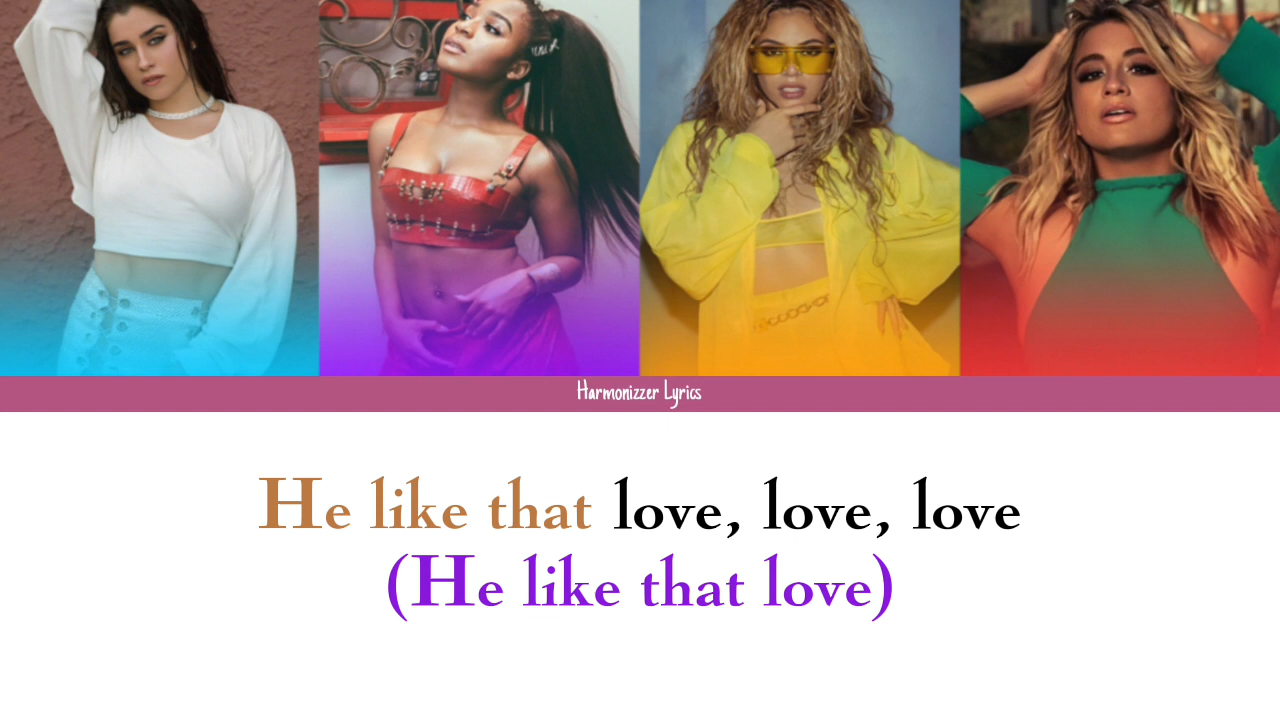 Harmonizzer Lyrics
He like that love, love, love
(He like that love)